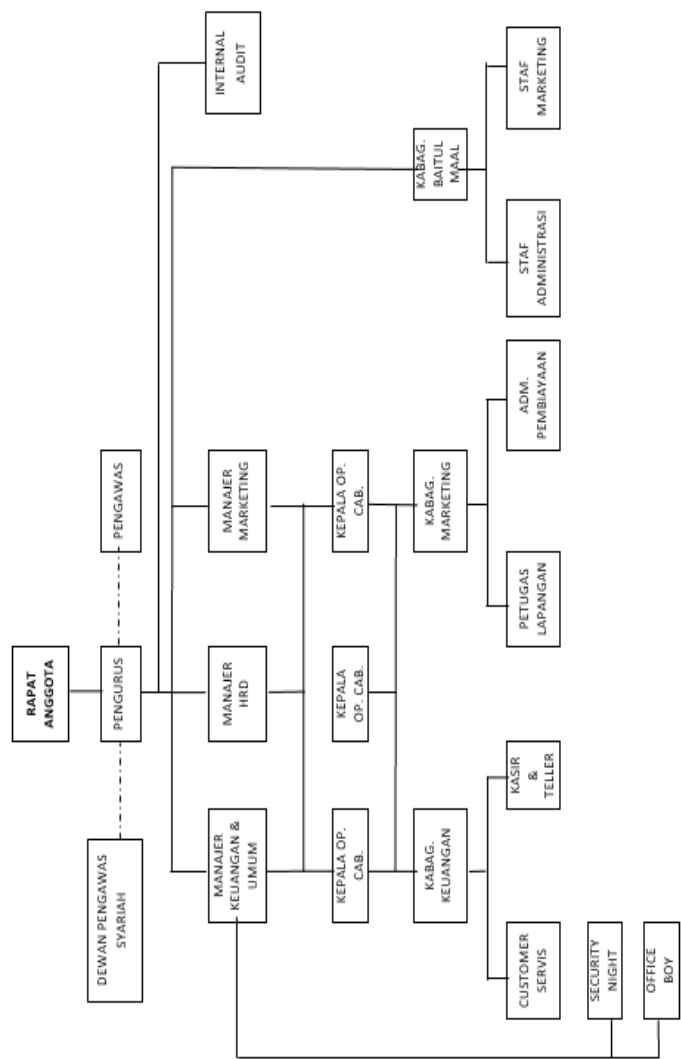 RAPAT
ANGGOTA
DEWAN PENGAWAS
SYARIAH
PENGURUS
PENGAWAS
INTERNAL
AUDIT
MANAJER
KEUANGAN &
UMUM
MANAJER
HRD
MANAJER
MARKETING
KEPALA OP.
CAB.
KEPALA
OP. CAB.
KEPALA OP.
CAB.
KABAG.
KEUANGAN
KABAG.
MARKETING
KABAG.
BAITUL
MAAL
CUSTOMER
SERVIS
KASIR
&
TELLER
PETUGAS
LAPANGAN
ADM.
PEMBIAYAAN
STAF
ADMINISTRASI
STAF
MARKETING
SECURITY
NIGHT
OFFICE
BOY